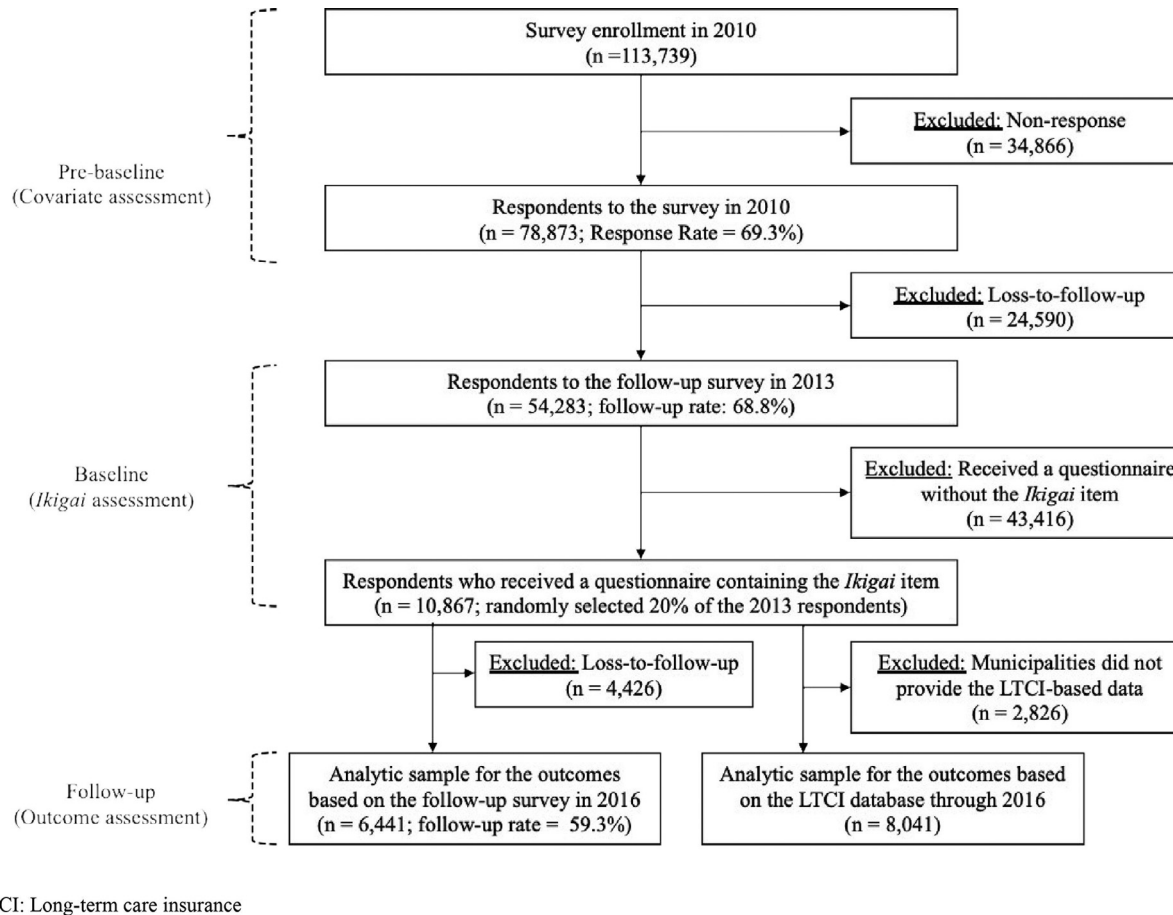 Survey enrollment in 2010
(n =113,739)
Excluded: Non-response
(n = 34,866)
Pre-baseline
(Covariate assessment)
Respondents to the survey in 2010
(n = 78,873; Response Rate = 69.3%)
Excluded: Loss-to-follow-up
(n = 24,590)
Respondents to the follow-up survey in 2013
(n = 54,283; follow-up rate: 68.8%)
Baseline
(Ikigai assessment)
Excluded: Received a questionnaire
without the Ikigai item
(n = 43,416)
Respondents who received a questionnaire containing the Ikigai item
(n = 10,867; randomly selected 20% of the 2013 respondents)
Excluded: Loss-to-follow-up
(n = 4,426)
Excluded: Municipalities did not
provide the LTCI-based data
(n = 2,826)
Follow-up
(Outcome assessment)
Analytic sample for the outcomes
based on the follow-up survey in 2016
(n = 6,441; follow-up rate =  59.3%)
Analytic sample for the outcomes based
on the LTCI database through 2016
(n = 8,041)
CI: Long-term care insurance